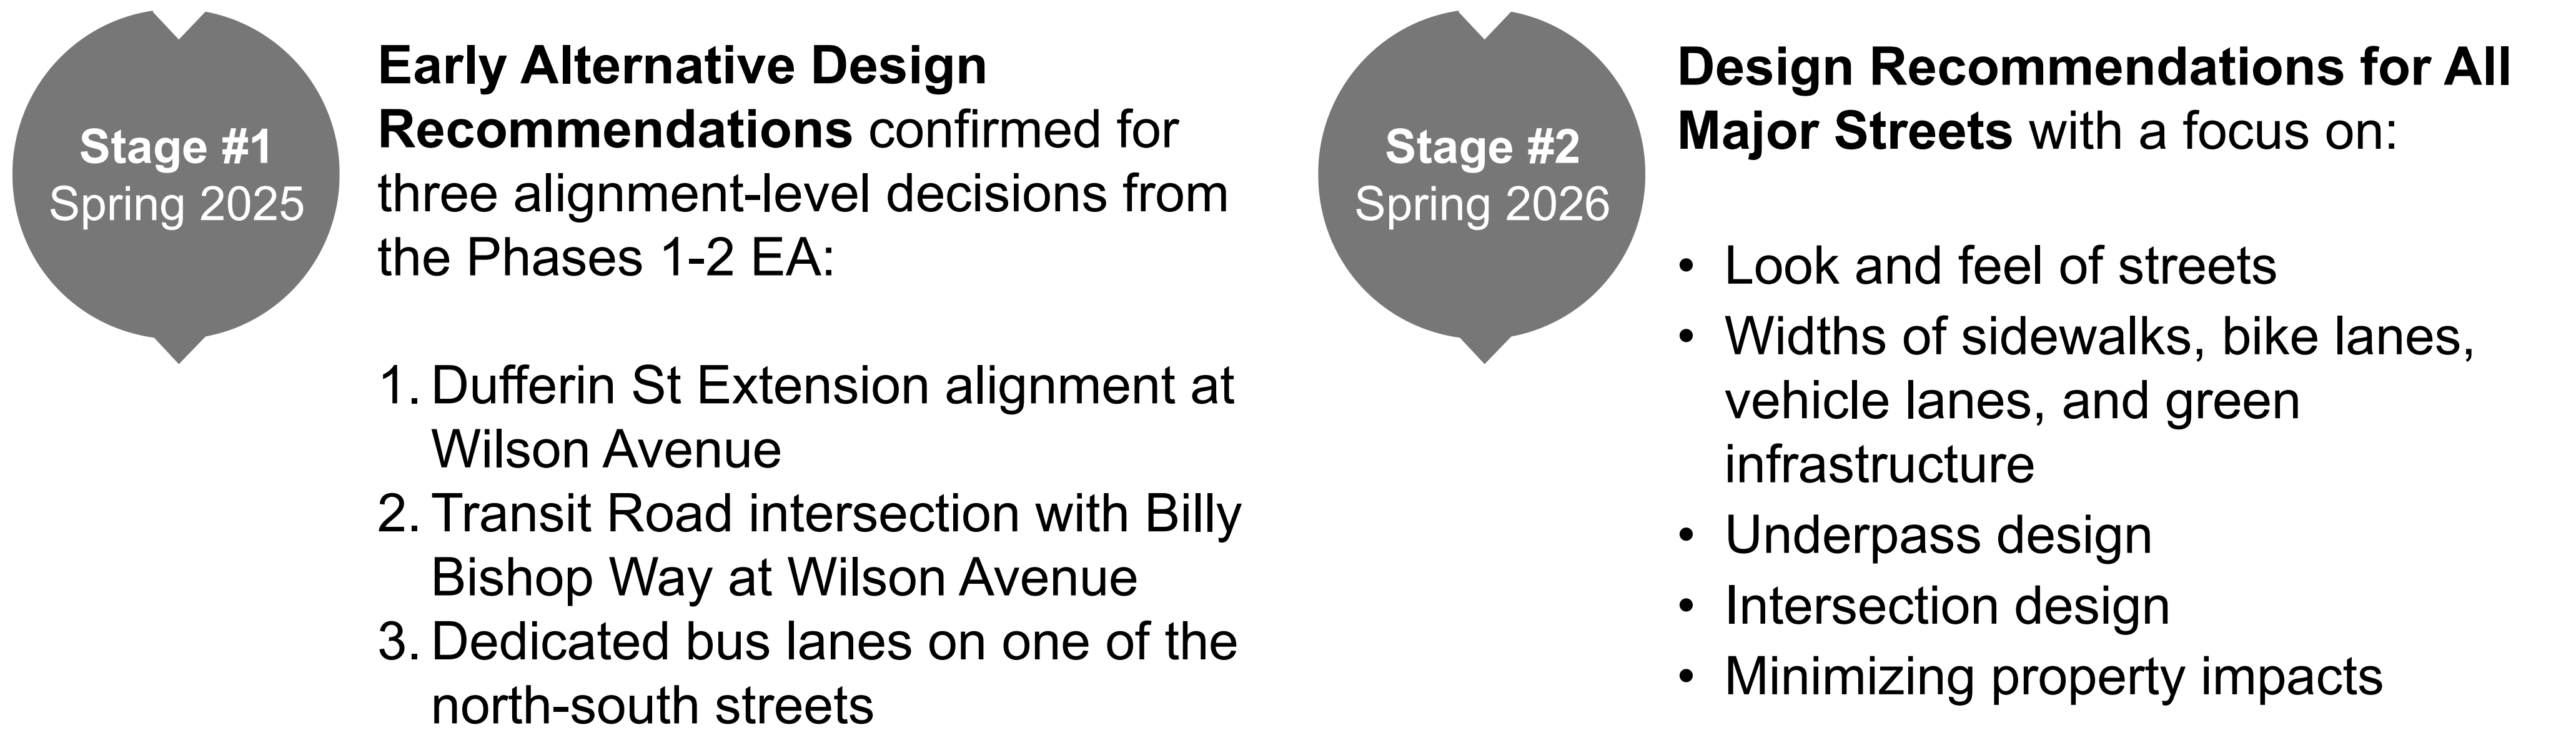 Stage #1
Spring 2025
Early Alternative Design
Recommendations confirmed for
three alignment-level decisions from
the Phases 1-2 EA:
1. Dufferin St Extension alignment at
Wilson Avenue
2. Transit Road intersection with Billy
Bishop Way at Wilson Avenue
3. Dedicated bus lanes on one of the
north-south streets
Stage #2
Spring 2026
Design Recommendations for All
Major Streets with a focus on:
• Look and feel of streets
• Widths of sidewalks, bike lanes,
vehicle lanes, and green
infrastructure
• Underpass design
• Intersection design
• Minimizing property impacts